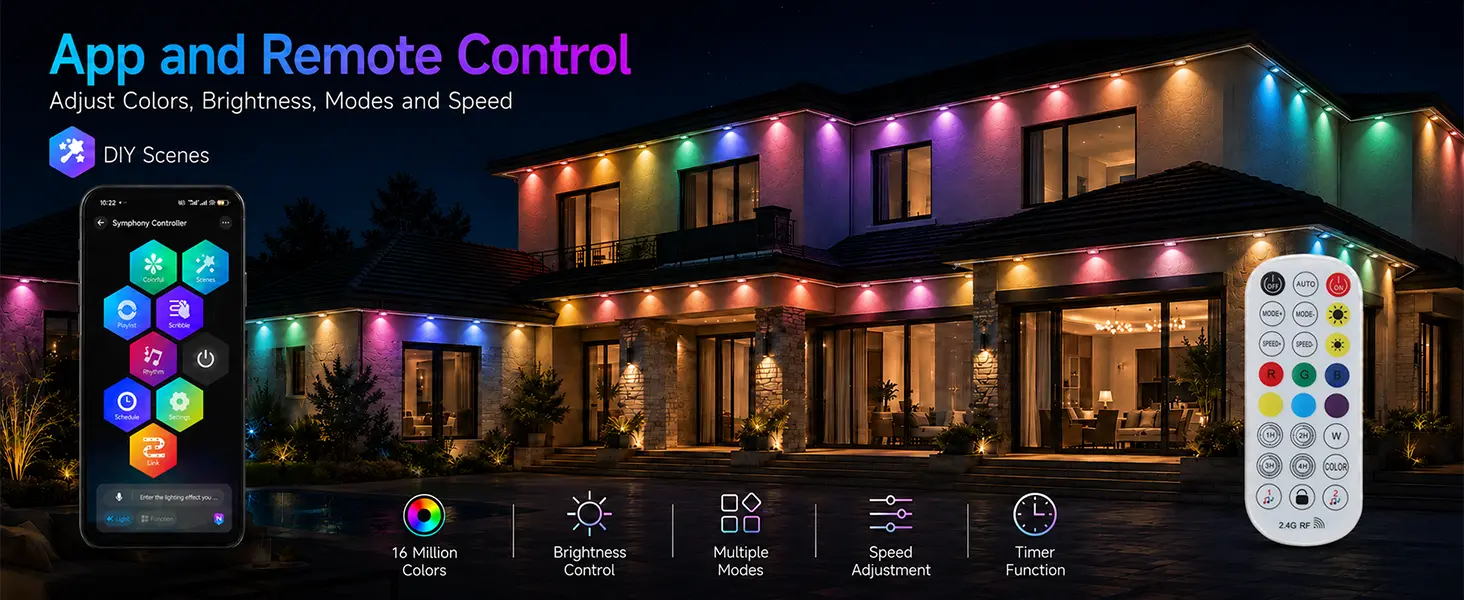 App and Remote Control
Adjust Colors, Brightness, Modes and Speed
DIY Scenes
10:22
Symphony Controller
Colorful
Scenes
Playlist
Scribble
Rhythm
Schedule
Settings
Link
Enter the lighting effect you ...
Light
Function
16 Million
Colors
Brightness
Control
Multiple
Modes
Speed
Adjustment
Timer
Function
OFF
AUTO
ON
MODE+
MODE-
SPEED+
SPEED-
R
G
B
1H
2H
W
3H
4H
COLOR
1
2
2.4G RF